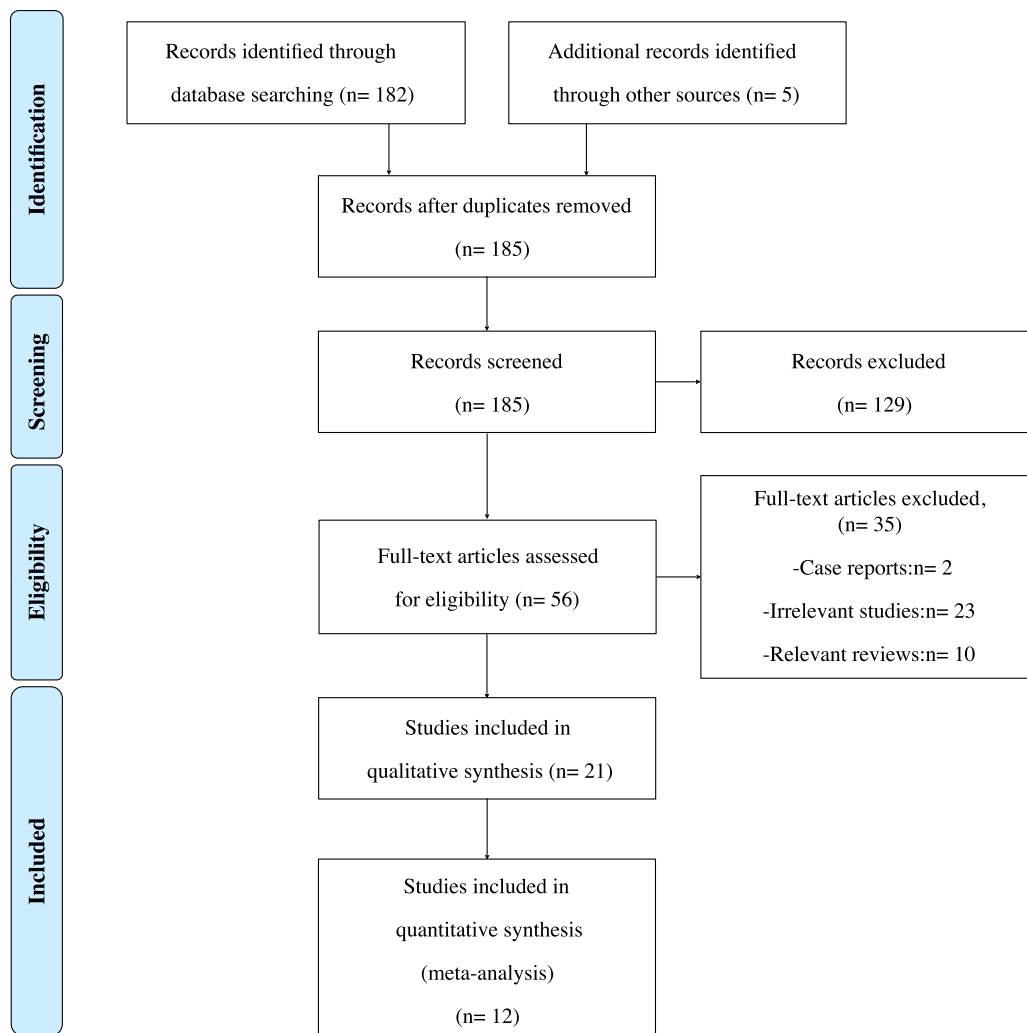 Identification
Records identified through
database searching (n= 182)
Additional records identified
through other sources (n= 5)
Records after duplicates removed
(n= 185)
Screening
Records screened
(n= 185)
Records excluded
(n= 129)
Eligibility
Full-text articles assessed
for eligibility (n= 56)
Full-text articles excluded,
(n= 35)
-Case reports:n= 2
-Irrelevant studies:n= 23
-Relevant reviews:n= 10
Included
Studies included in
qualitative synthesis (n= 21)
Studies included in
quantitative synthesis
(meta-analysis)
(n= 12)